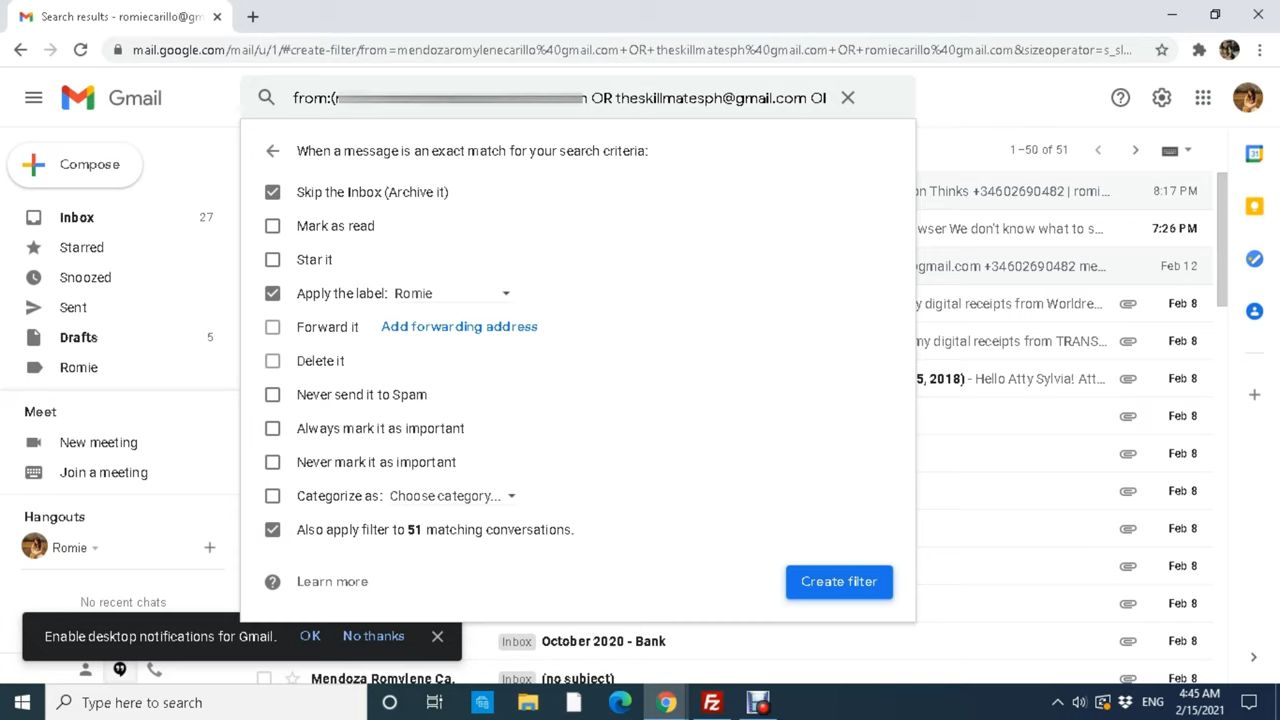 Search results - romiecarillo@gm
mail.google.com/mail/u/1/#create-filter/from=mendozaromylenecarillo%40gmail.com+OR+theskillmatesph%40gmail.com+OR+romiecarillo%40gmail.com&sizeoperator=s_sl...
Gmail
from:( OR theskillmatesph@gmail.com OI
Compose
Inbox 27
Starred
Snoozed
Sent
Drafts 5
Romie
Meet
New meeting
Join a meeting
Hangouts
Romie
No recent chats
When a message is an exact match for your search criteria:
Skip the Inbox (Archive it)
Mark as read
Star it
Apply the label: Romie
Forward it Add forwarding address
Delete it
Never send it to Spam
Always mark it as important
Never mark it as important
Categorize as: Choose category...
Also apply filter to 51 matching conversations.
Learn more
Create filter
1–50 of 51
on Thinks +34602690482 | romi... 8:17 PM
wser We don't know what to s... 7:26 PM
gmail.com +34602690482 me... Feb 12
y digital receipts from Worldre... Feb 8
my digital receipts from TRANS... Feb 8
5, 2018) - Hello Atty Sylvia! Att... Feb 8
Feb 8
Feb 8
Feb 8
Feb 8
Feb 8
Feb 8
Inbox October 2020 - Bank Feb 8
Mendoza Romylene Ca. Inbox (no subject) Feb 8
Enable desktop notifications for Gmail. OK No thanks
Type here to search
ENG
4:45 AM
2/15/2021